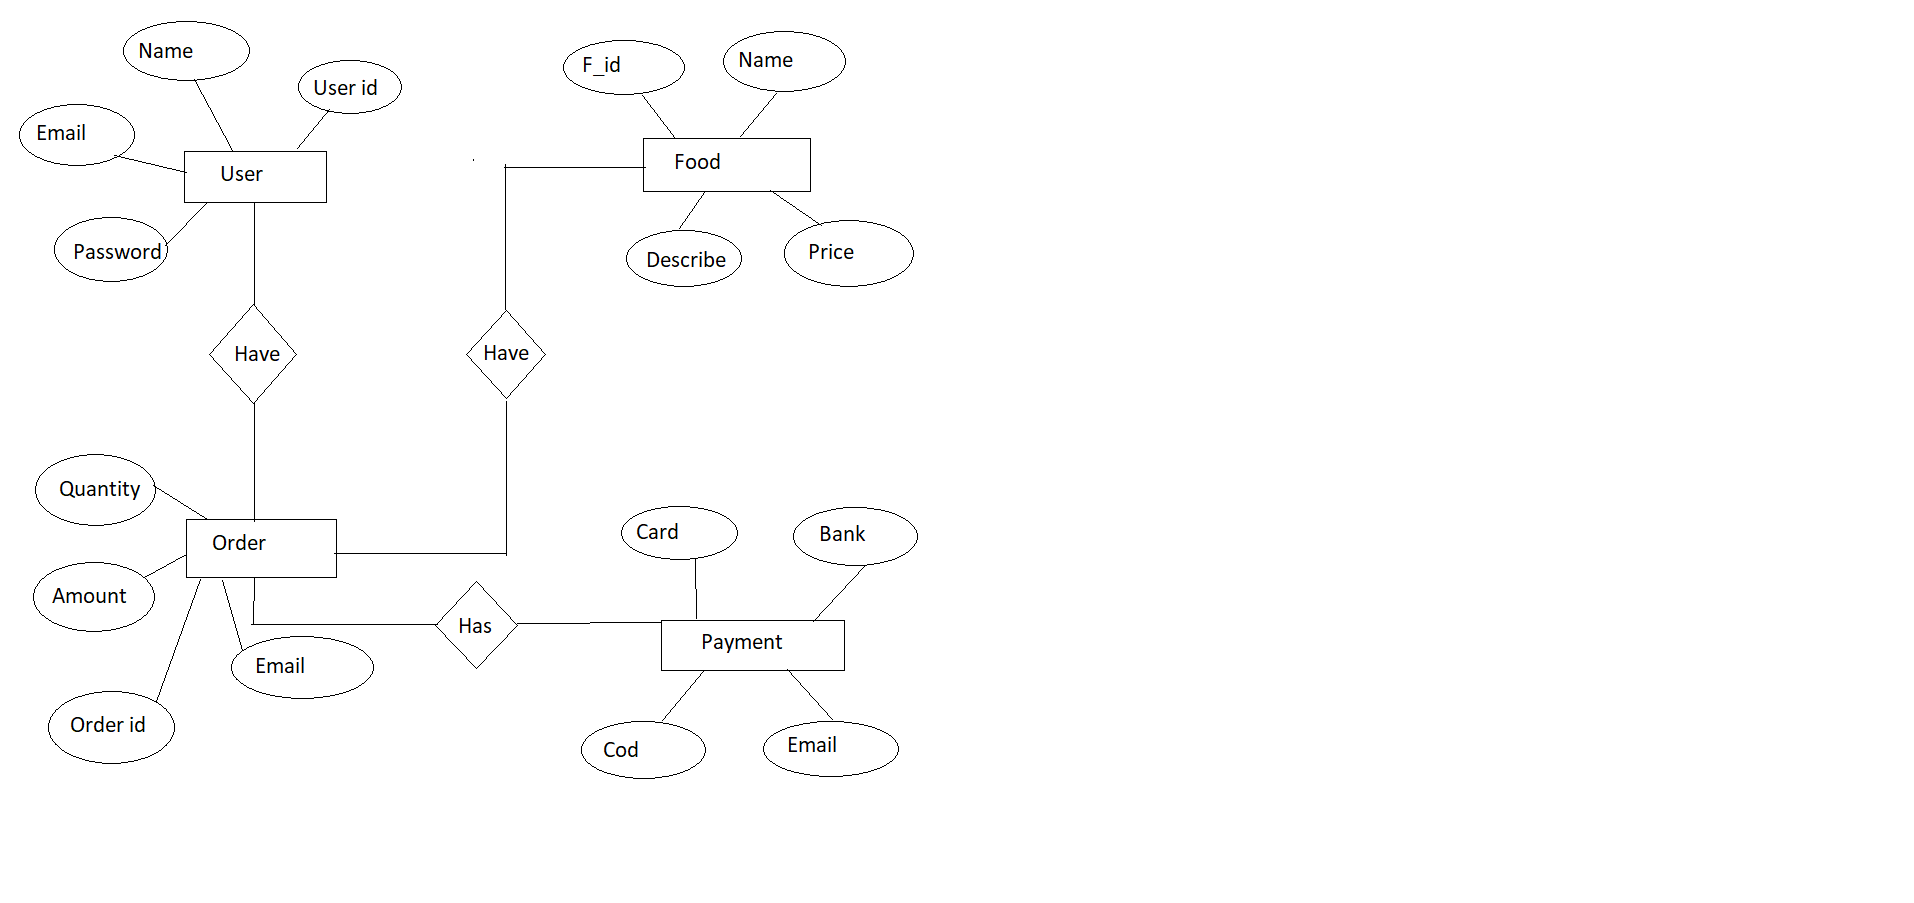 Name
User id
Email
User
Password
F_id
Name
Food
Describe
Price
Have
Have
Quantity
Order
Amount
Email
Order id
Has
Card
Bank
Payment
Cod
Email